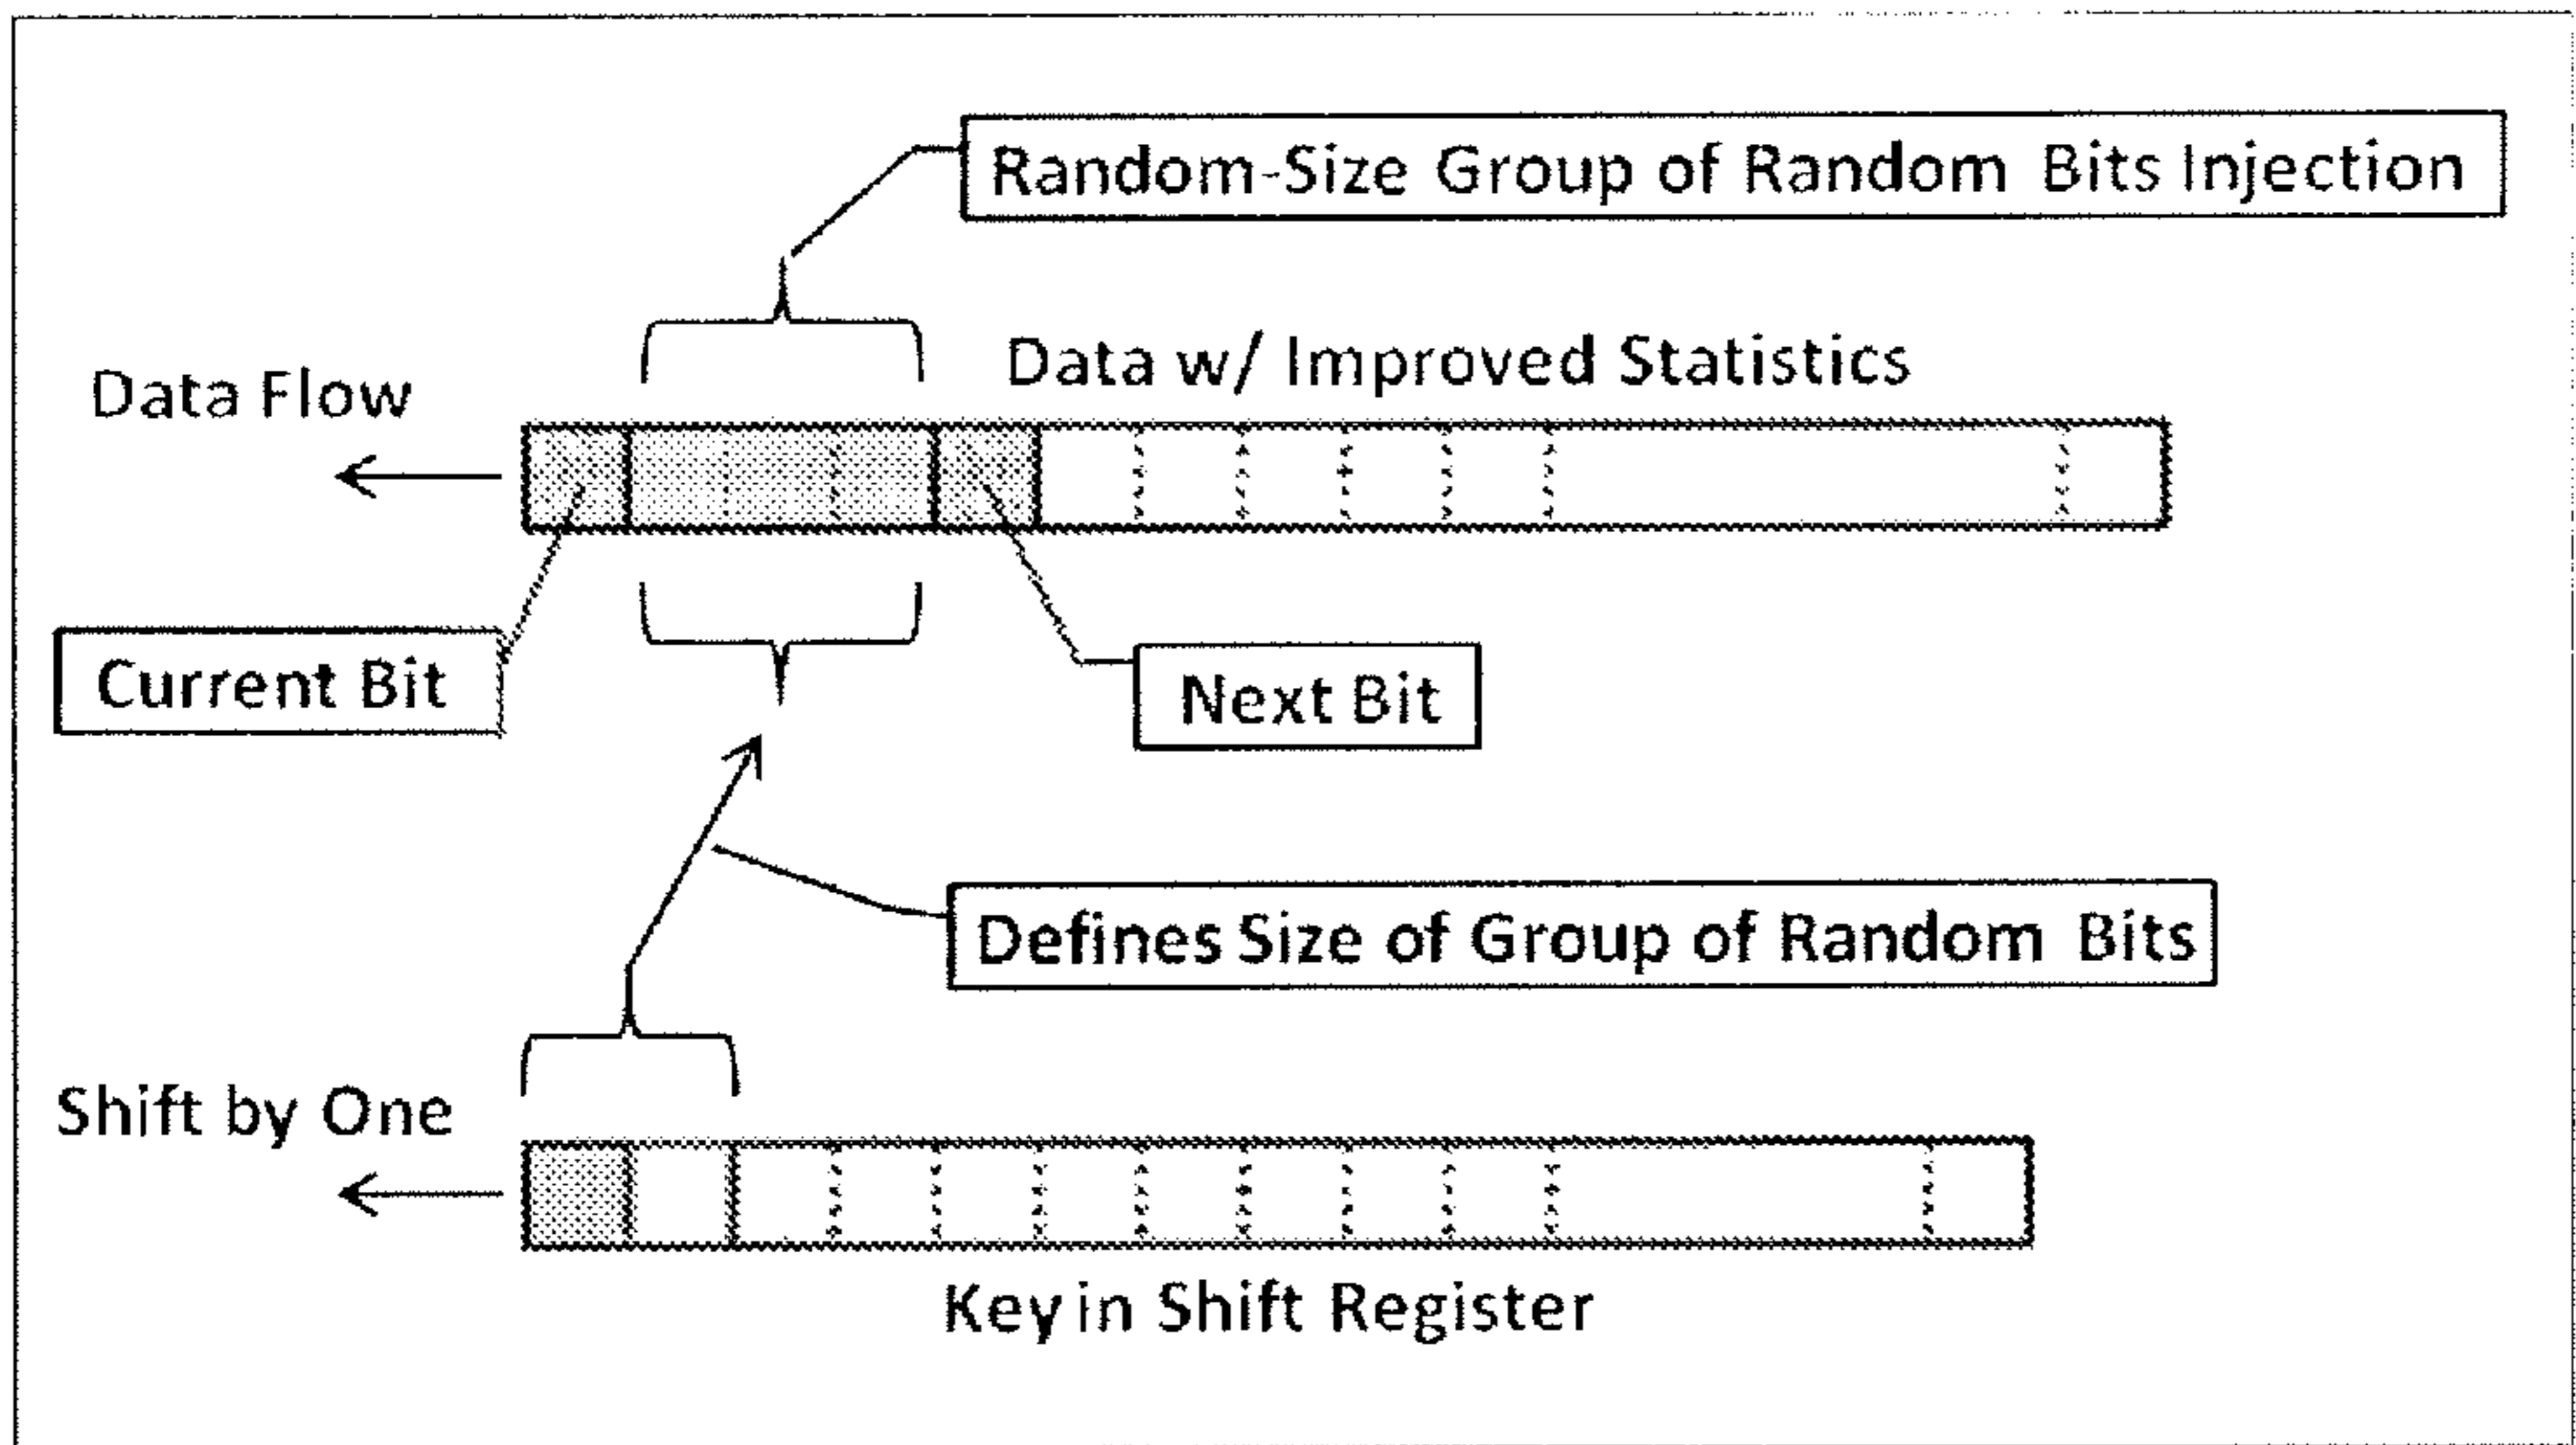 Random-Size Group of Random Bits Injection
Data w/ Improved Statistics
Data Flow
Current Bit
Next Bit
Defines Size of Group of Random Bits
Shift by One
Key in Shift Register